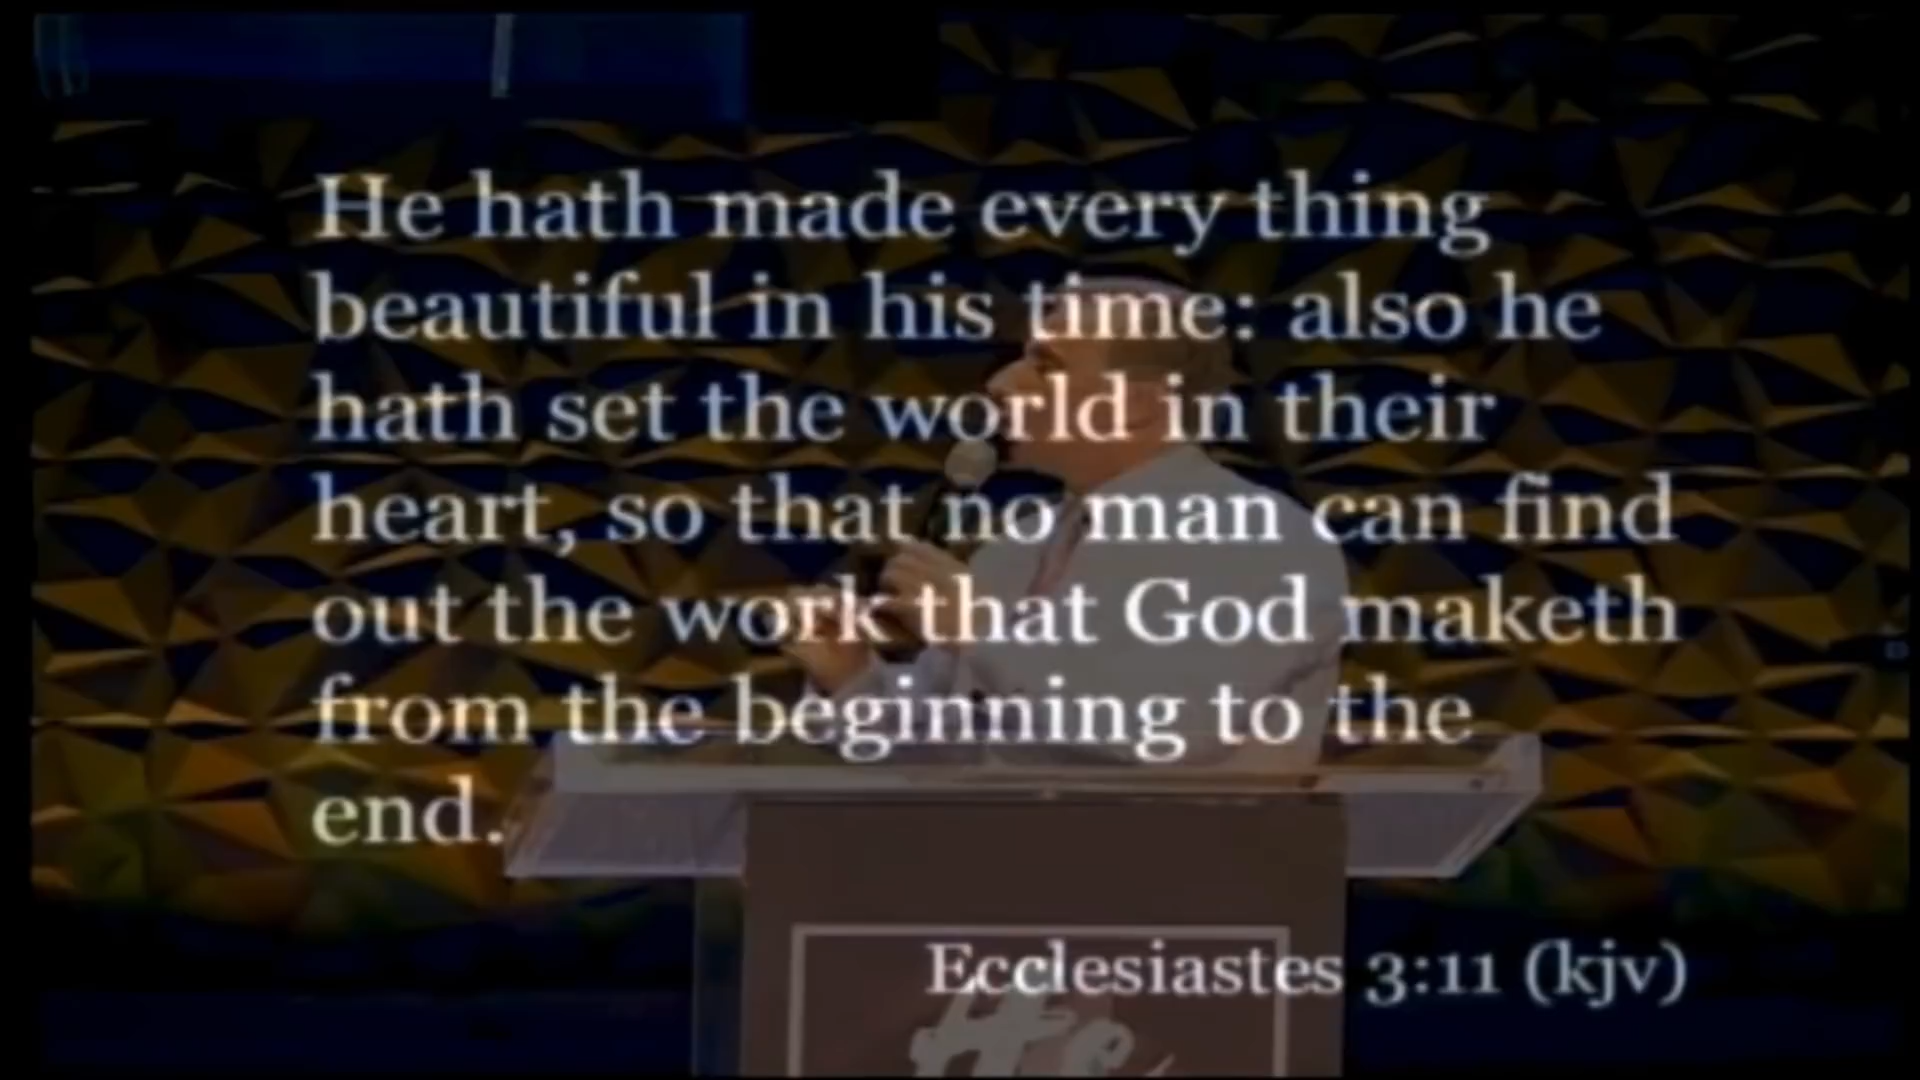 He hath made every thing
beautiful in his time: also he
hath set the world in their
heart, so that no man can find
out the work that God maketh
from the beginning to the
end.
Ecclesiastes 3:11 (kjv)
He